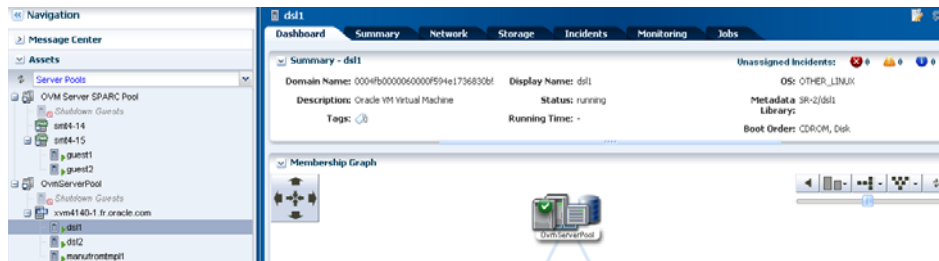 Navigation
Message Center
Assets
Server Pools
OVM Server SPARC Pool
Shutdown Guests
smt4-14
smt4-15
guest1
guest2
OvmServerPool
Shutdown Guests
xvm4140-1.fr.oracle.com
dsl1
dsl2
manufromtmpl1
dsl1
Dashboard Summary Network Storage Incidents Monitoring Jobs
Summary - dsl1
Unassigned Incidents: 0 0 0
Domain Name: 0004fb0000060000f594e1736830b! Display Name: dsl1 OS: OTHER_LINUX
Description: Oracle VM Virtual Machine Status: running Metadata Library: SR-2/dsl1
Tags: Running Time: - Boot Order: CDROM, Disk
Membership Graph
OvmServerPool